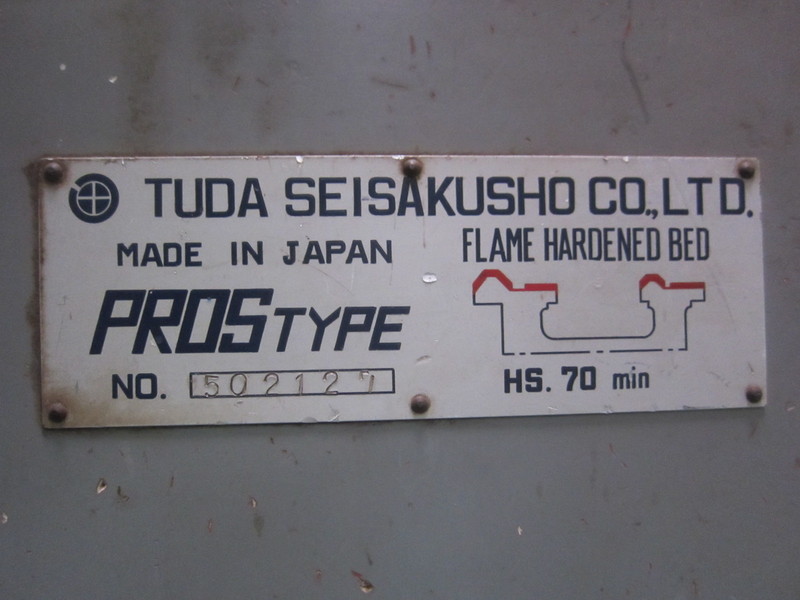 TUDA SEISAKUSHO CO., LTD.
MADE IN JAPAN
FLAME HARDENED BED
PROS TYPE
NO. 502127
HS. 70 min